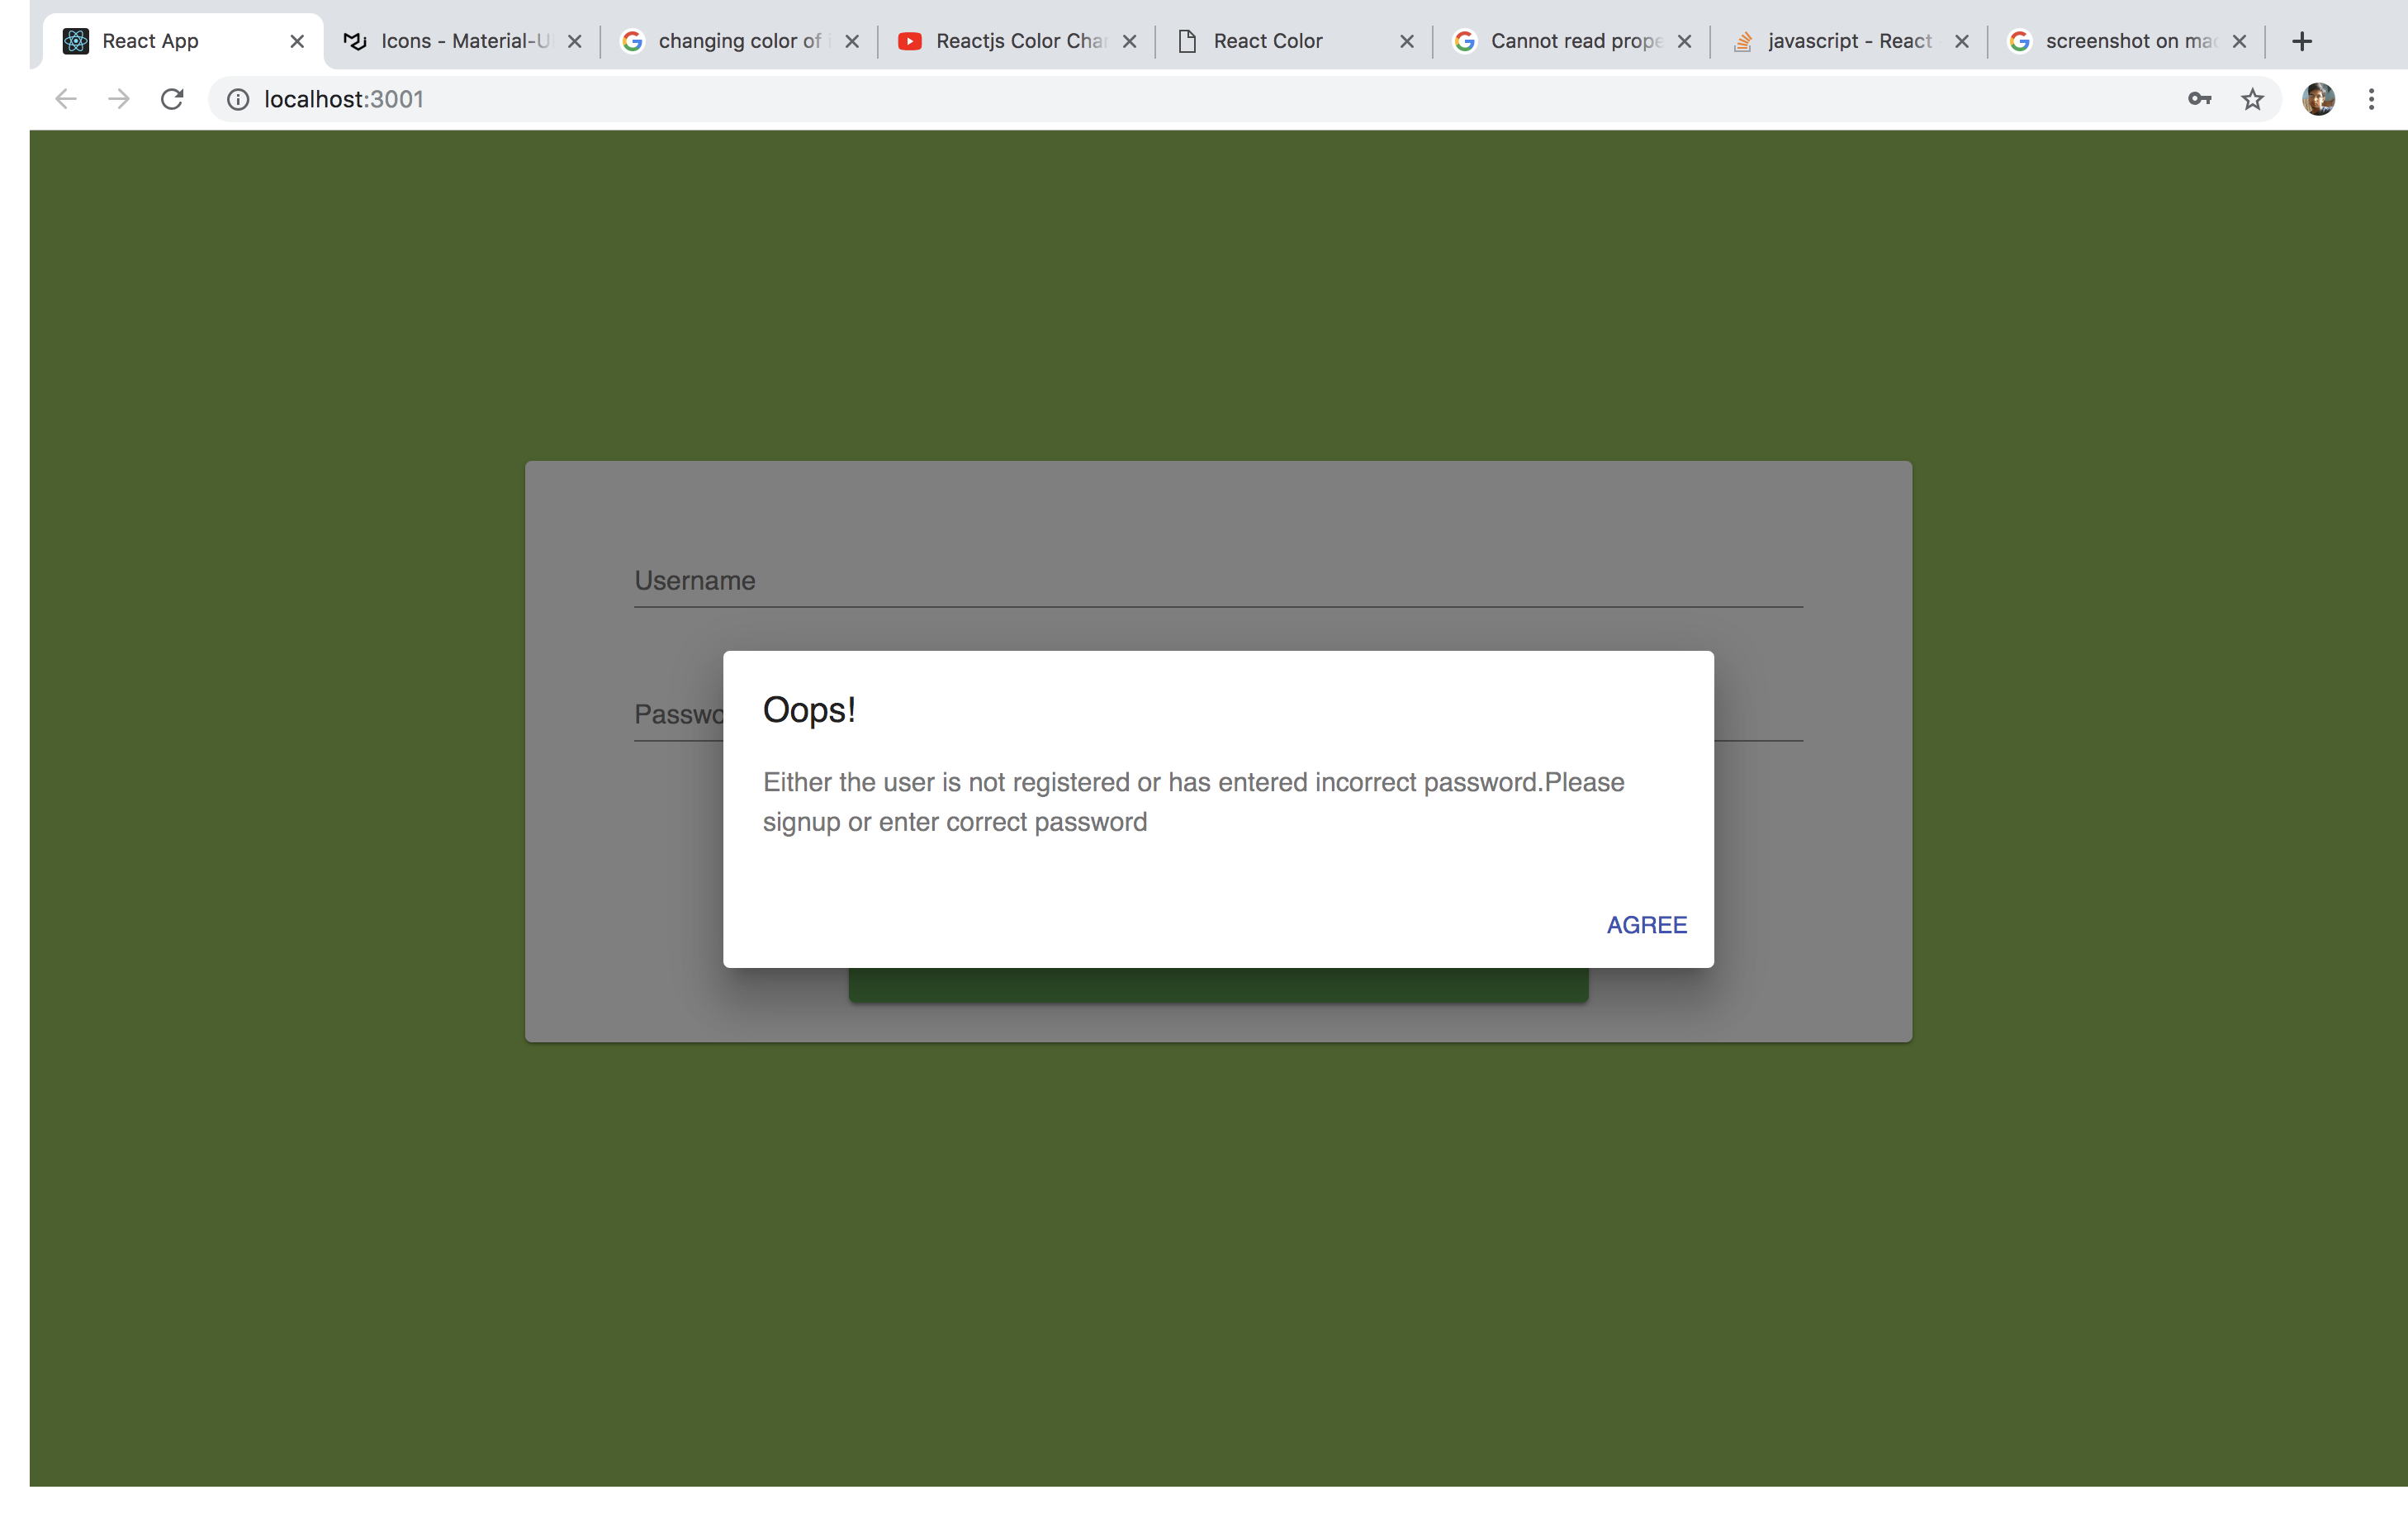 React App
Icons - Material-U
changing color of
Reactjs Color Cha
React Color
Cannot read prop
javascript - React
screenshot on ma
localhost:3001
Username
Passwo
Oops!
Either the user is not registered or has entered incorrect password.Please
signup or enter correct password
AGREE